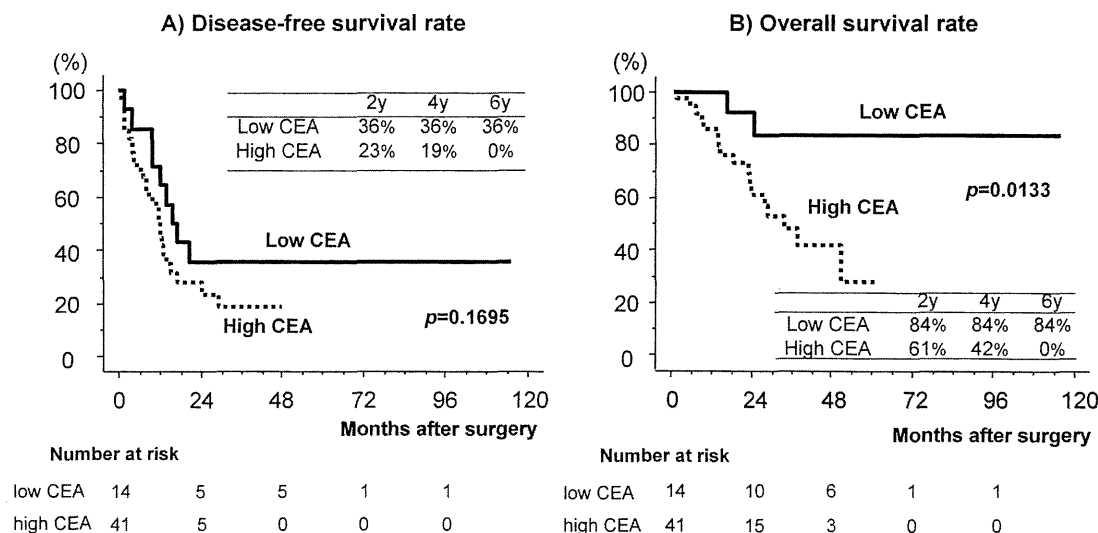 A) Disease-free survival rate
(%)
100
80
60
40
20
0
2y 4y 6y
Low CEA 36% 36% 36%
High CEA 23% 19% 0%
Low CEA
High CEA
p=0.1695
0 24 48 72 96 120
Months after surgery
Number at risk
low CEA 14 5 5 1 1
high CEA 41 5 0 0 0
B) Overall survival rate
(%)
100
80
60
40
20
0
Low CEA
p=0.0133
High CEA
2y 4y 6y
Low CEA 84% 84% 84%
High CEA 61% 42% 0%
0 24 48 72 96 120
Months after surgery
Number at risk
low CEA 14 10 6 1 1
high CEA 41 15 3 0 0